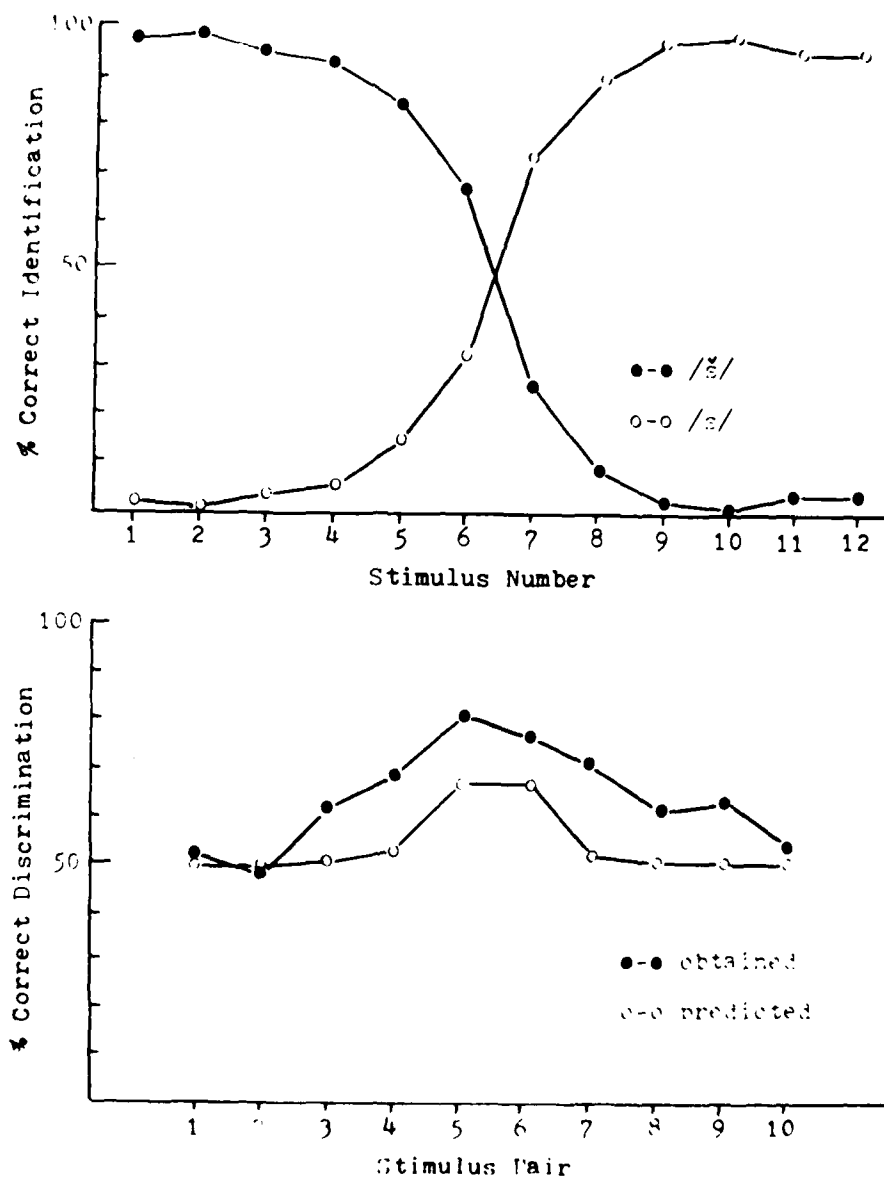 100
50
% Correct Identification
●-● /š/
o-o /s/
1 2 3 4 5 6 7 8 9 10 11 12
Stimulus Number
100
50
% Correct Discrimination
●-● obtained
o-o predicted
1 2 3 4 5 6 7 8 9 10
Stimulus Pair